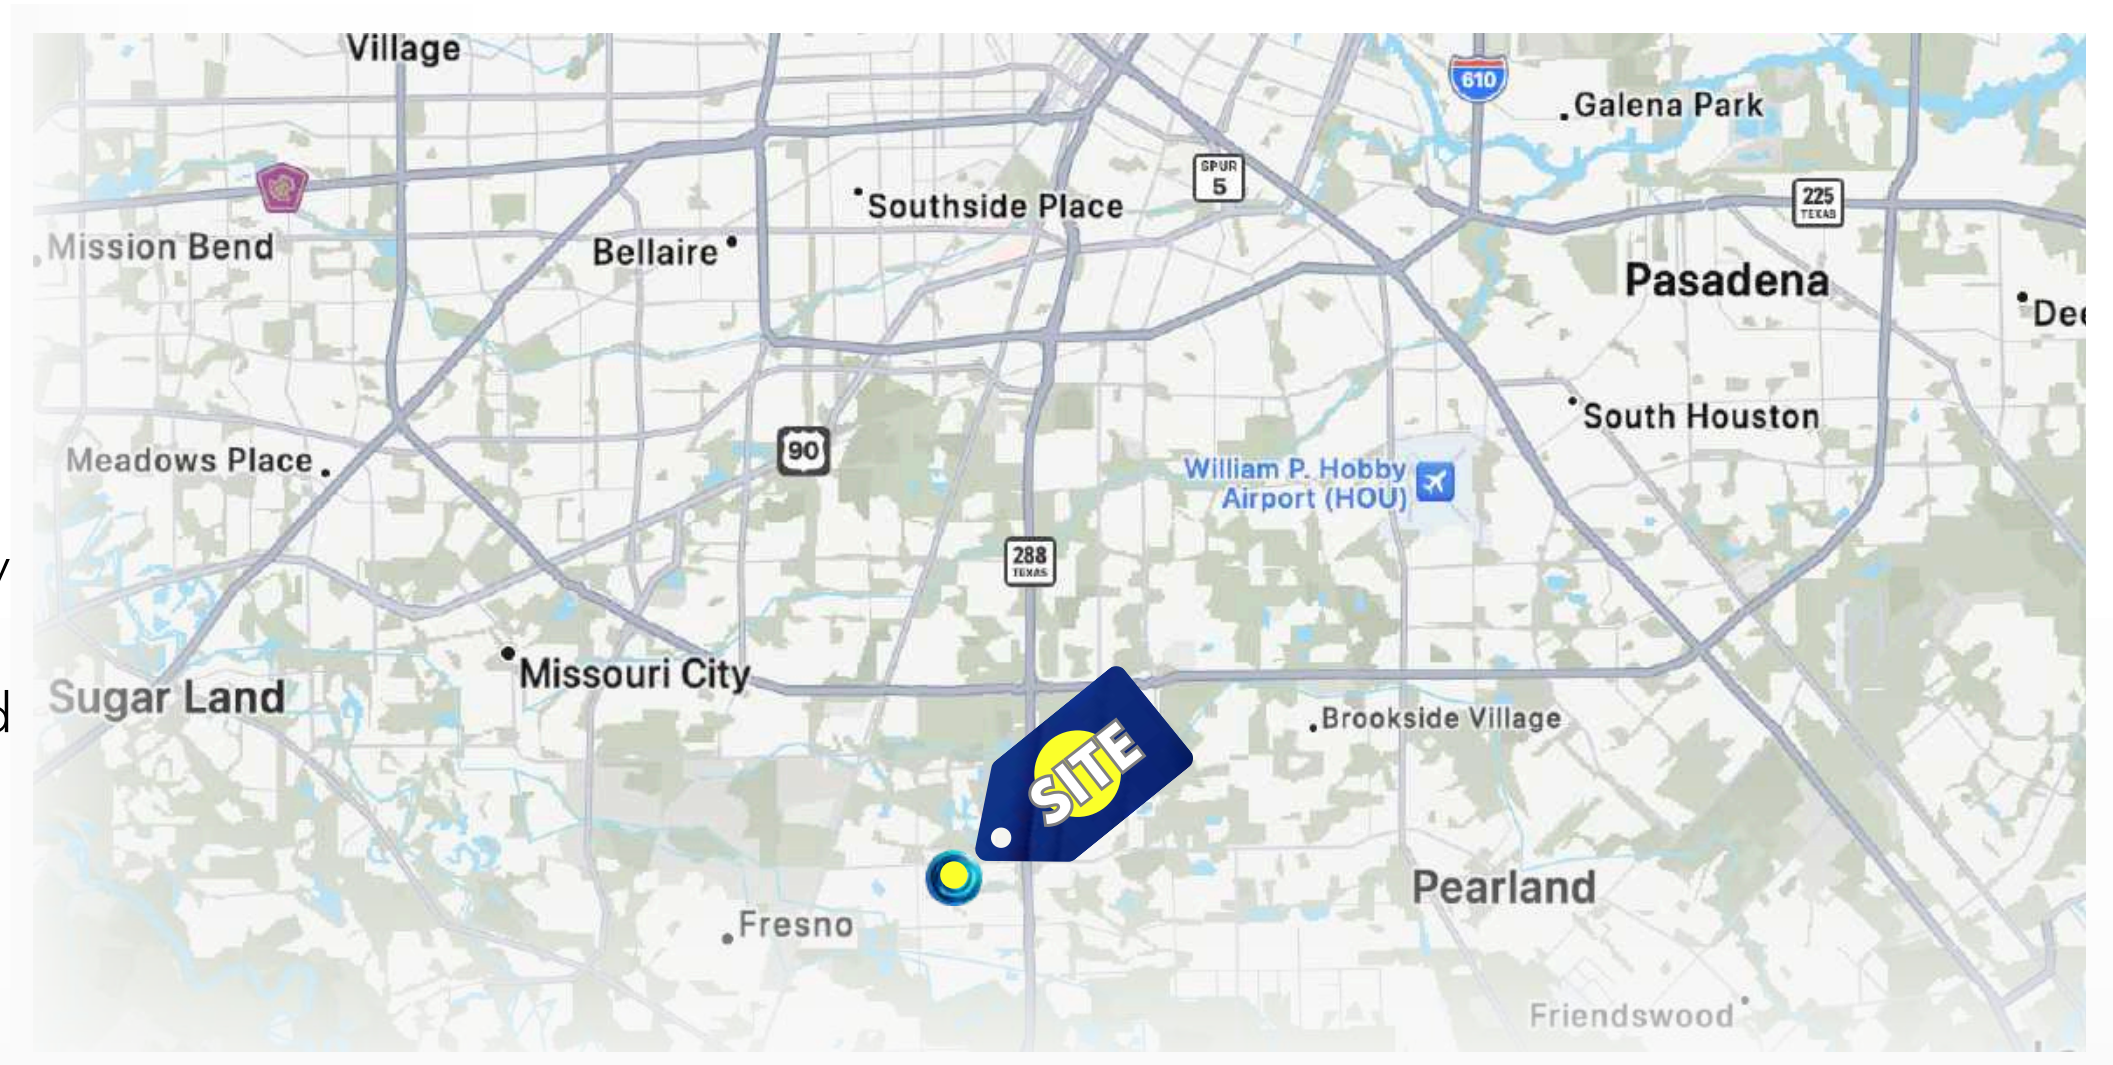 Village
610
Galena Park
SPUR
5
225
TEXAS
Southside Place
Mission Bend
Bellaire
Pasadena
Dee
South Houston
90
Meadows Place
William P. Hobby
Airport (HOU)
288
TEXAS
y
Missouri City
Sugar Land
d
Brookside Village
SITE
Pearland
Fresno
Friendswood